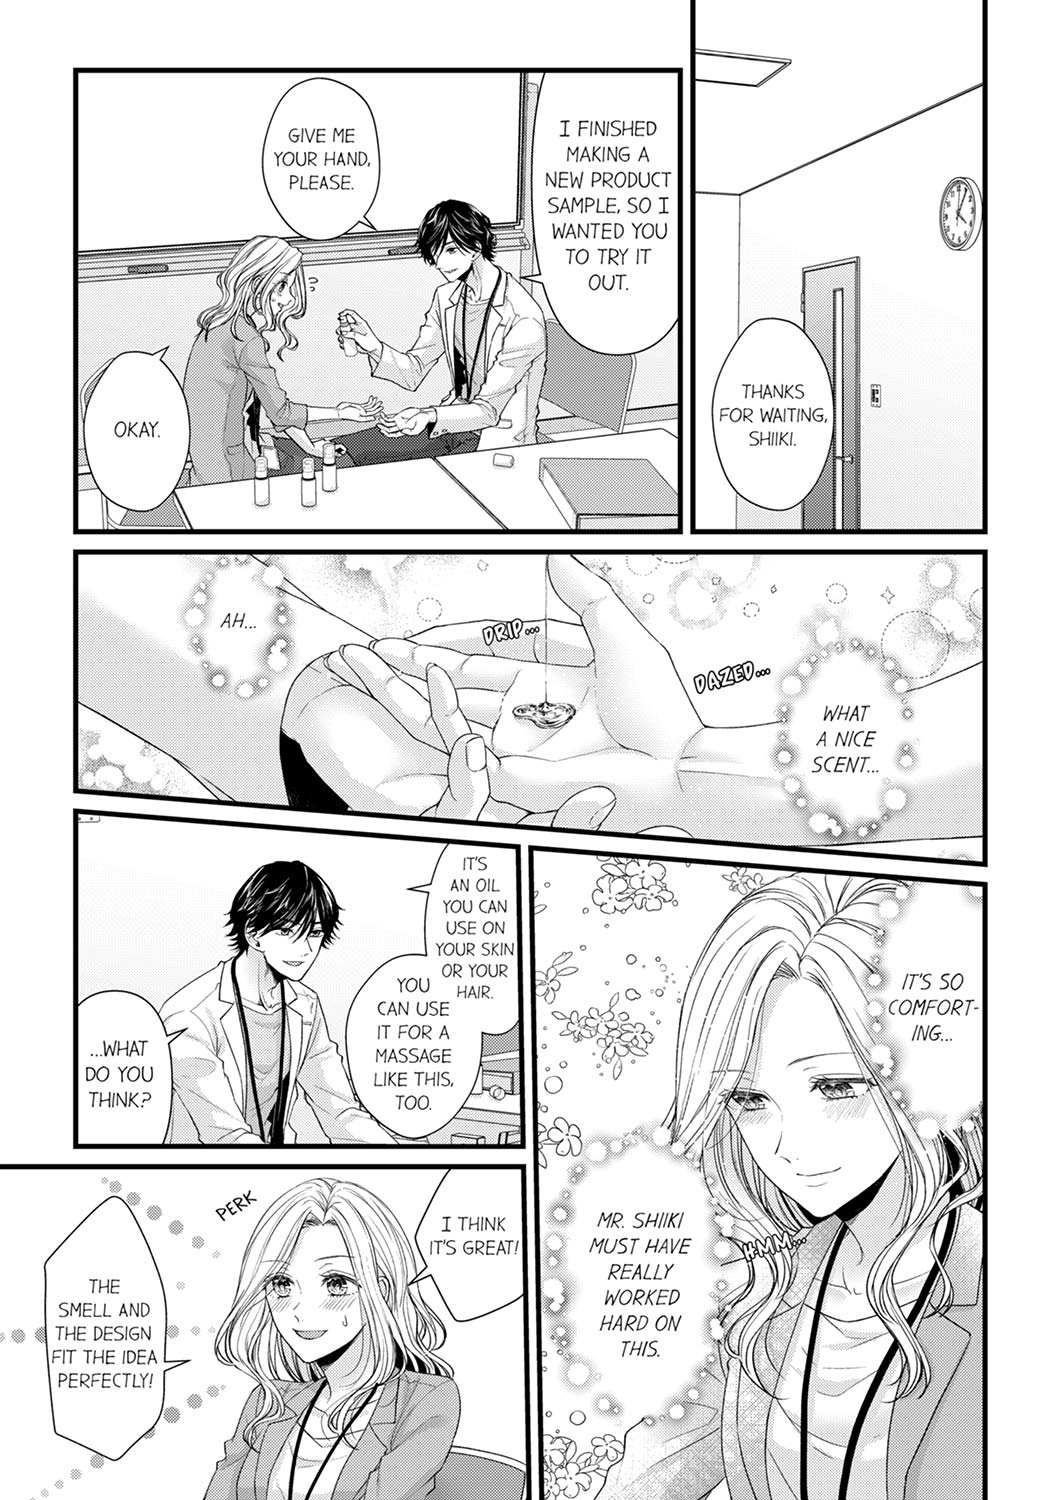 THANKS
FOR WAITING,
SHIIKI.
I FINISHED
MAKING A
NEW PRODUCT
SAMPLE, SO I
WANTED YOU
TO TRY IT
OUT.
GIVE ME
YOUR HAND,
PLEASE.
OKAY.
WHAT
A NICE
SCENT...
DAZED...
DRIP...
AH...
IT'S SO
COMFORT-
ING...
MR. SHIIKI
MUST HAVE
REALLY
WORKED
HARD ON
THIS.
HMM...
IT'S
AN OIL
YOU CAN
USE ON
YOUR SKIN
OR YOUR
HAIR.
YOU
CAN USE
IT FOR A
MASSAGE
LIKE THIS,
TOO.
...WHAT
DO YOU
THINK?
I THINK
IT'S GREAT!
PERK
THE
SMELL AND
THE DESIGN
FIT THE IDEA
PERFECTLY!